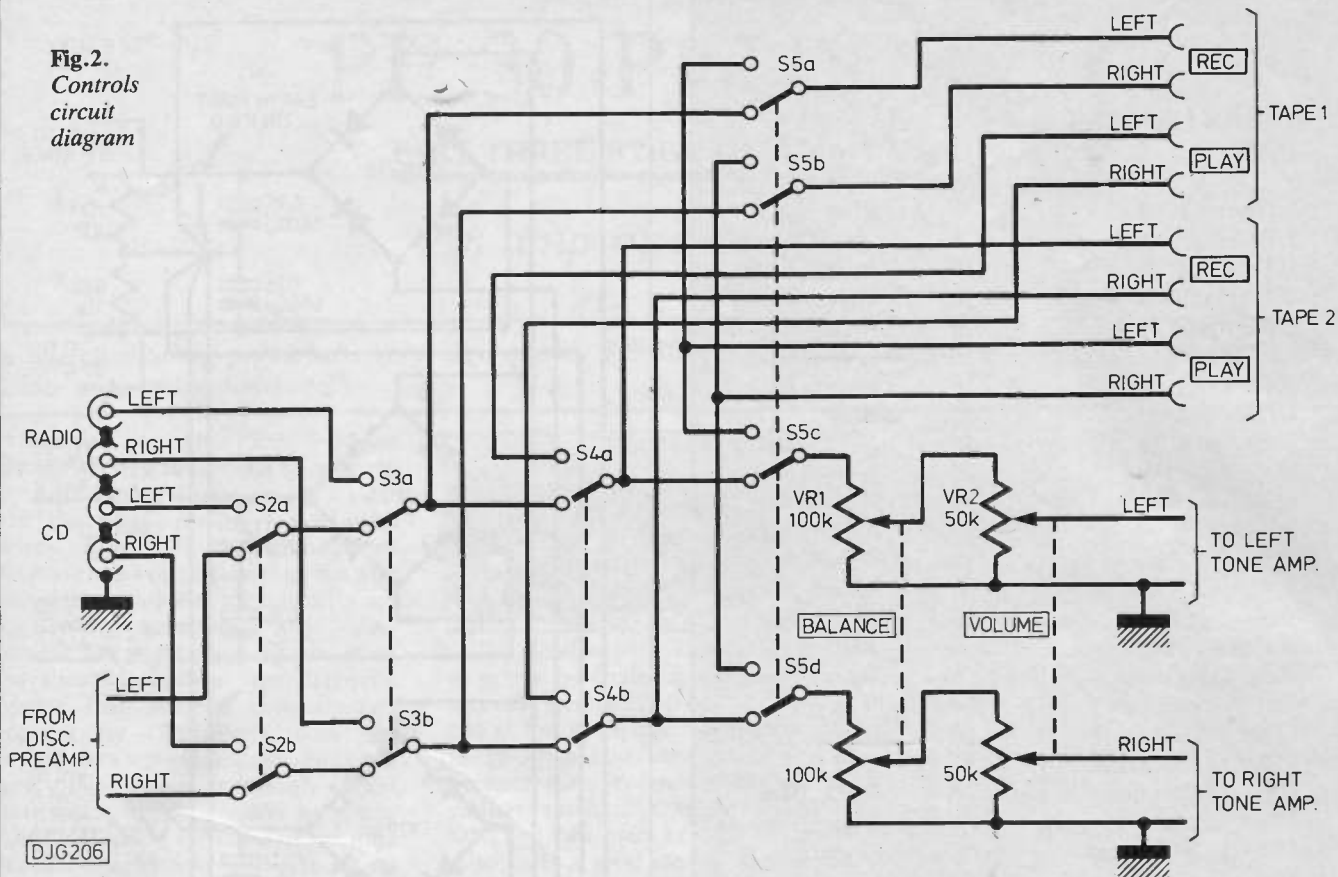 Fig.2.
Controls
circuit
diagram
S5a
S5b
LEFT
REC
RIGHT
TAPE 1
LEFT
PLAY
RIGHT
LEFT
REC
RIGHT
TAPE 2
LEFT
PLAY
RIGHT
LEFT
RADIO
RIGHT
LEFT
CD
RIGHT
S2a
S3a
S4a
S5c
VR1
100k
VR2
50k
LEFT
TO LEFT
TONE AMP.
BALANCE
VOLUME
LEFT
FROM
DISC.
PREAMP.
RIGHT
S2b
S3b
S4b
S5d
100k
50k
RIGHT
TO RIGHT
TONE AMP.
DJG206